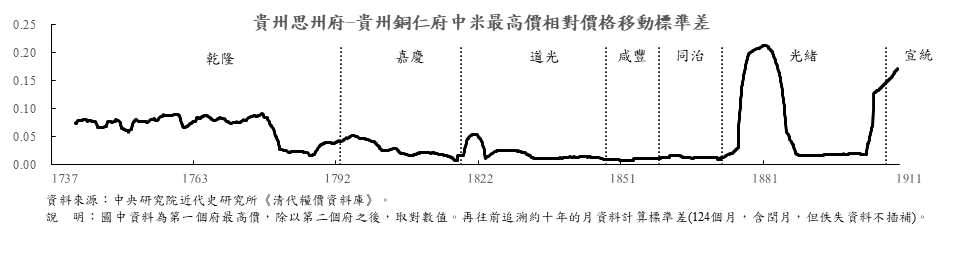 貴州思州府-貴州銅仁府中米最高價相對價格移動標準差
0.25
0.20
0.15
0.10
0.05
0.00
乾隆 嘉慶 道光 咸豐 同治 光緒 宣統
1737 1763 1792 1822 1851 1881 1911
資料來源：中央研究院近代史研究所《清代糧價資料庫》。
說　明：圖中資料為第一個府最高價，除以第二個府之後，取對數值。再往前追溯約十年的月資料計算標準差(124個月，含閏月，但佚失資料不插補)。